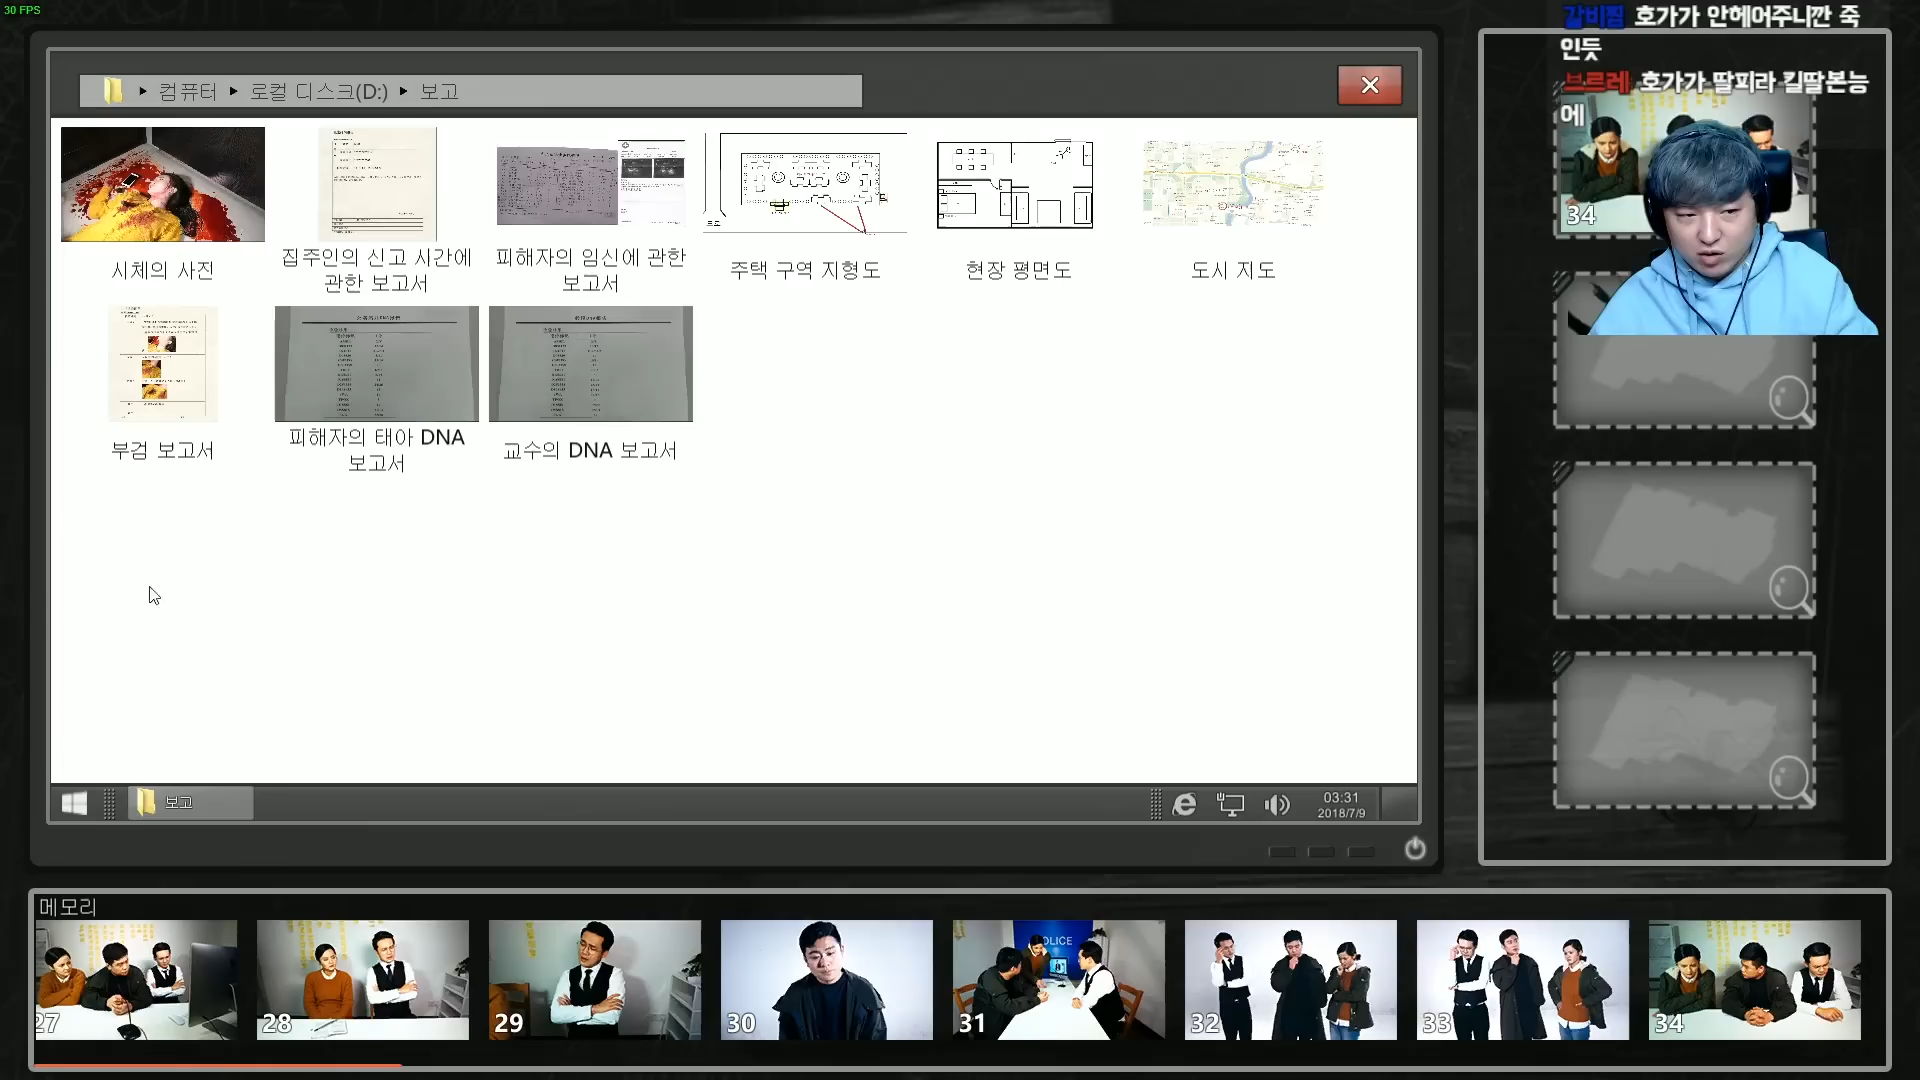 30 FPS
갈비찜 호가가 안헤어주니깐 죽
인듯
브르레 호가가 딸피라 킬딸본능
에
컴퓨터 로컬 디스크(D:) 보고
시체의 사진
집주인의 신고 시간에
관한 보고서
피해자의 임신에 관한
보고서
주택 구역 지형도
현장 평면도
도시 지도
34
부검 보고서
피해자의 태아 DNA
보고서
교수의 DNA 보고서
보고
03:31
2018/7/9
메모리
27
28
29
30
OLICE
31
32
33
34